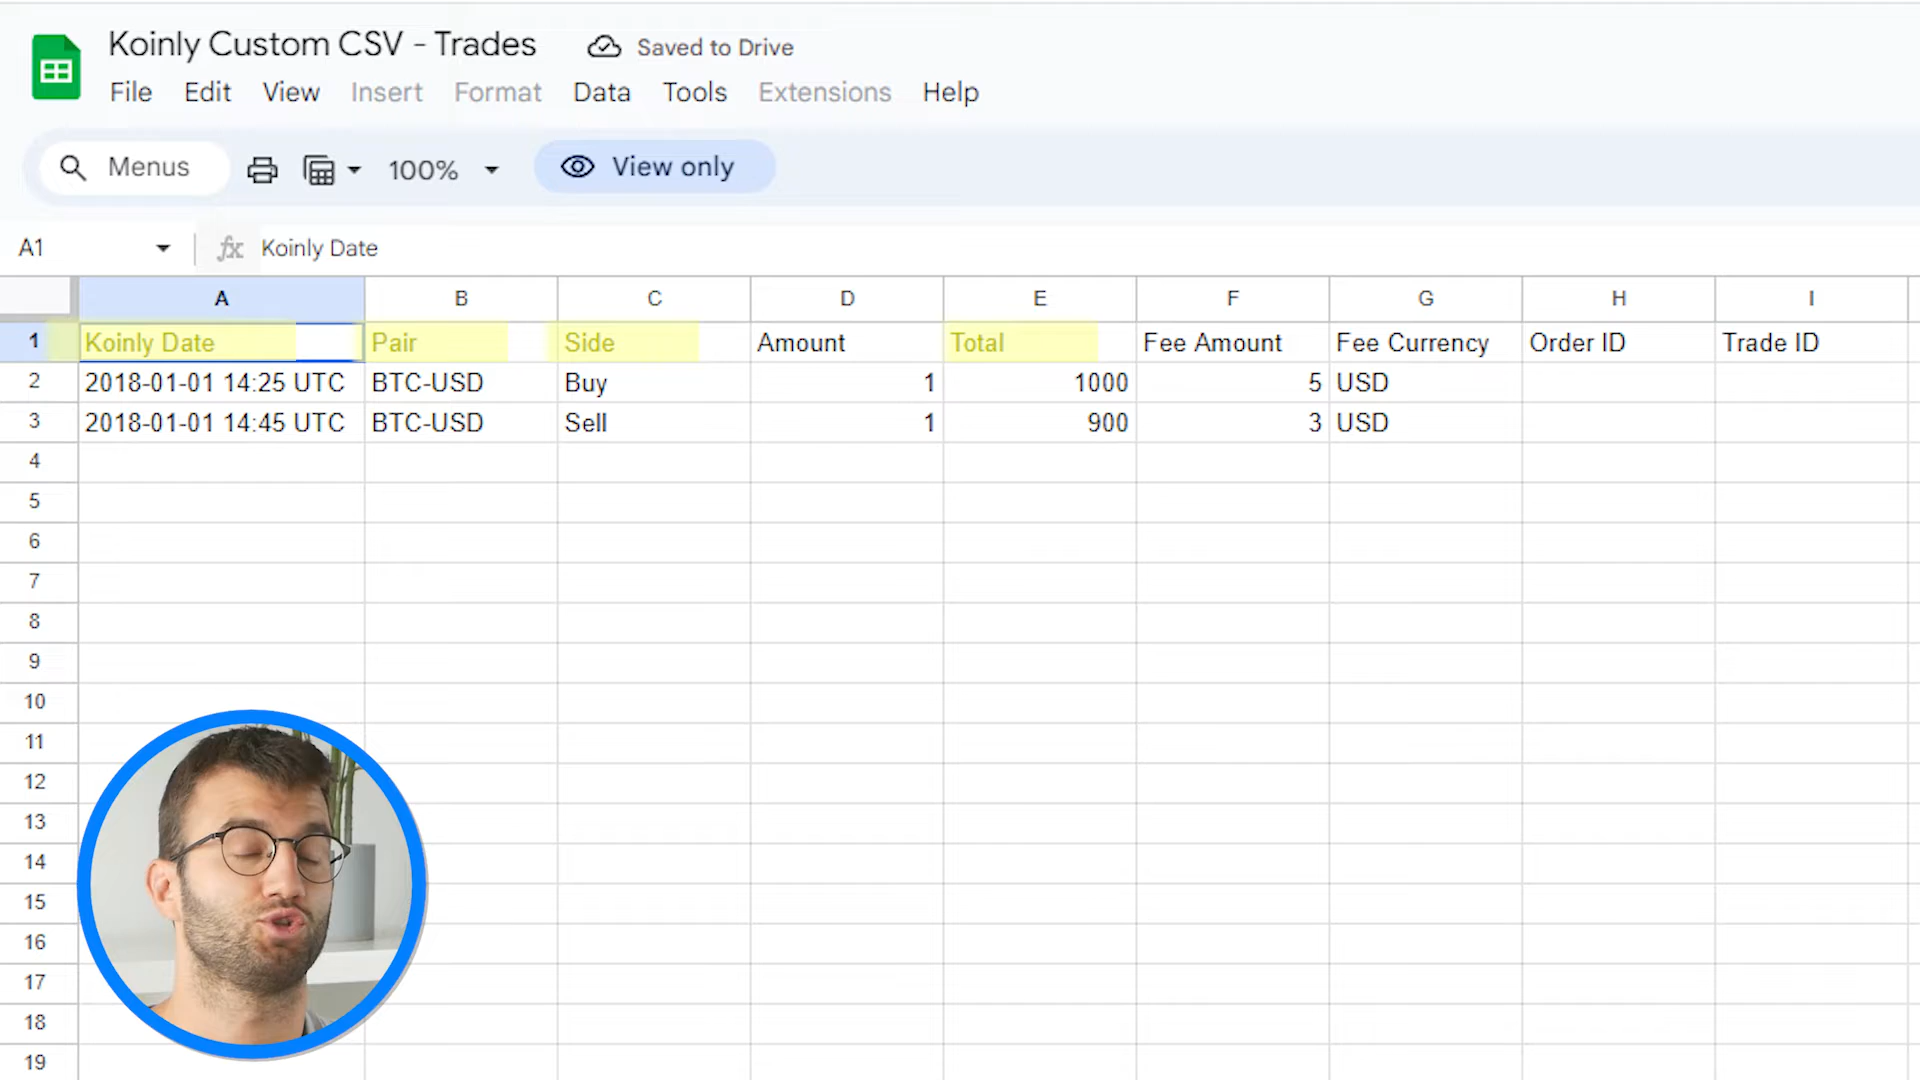 Koinly Custom CSV - Trades Saved to Drive
File Edit View Insert Format Data Tools Extensions Help
Menus 100% View only
A1 fx Koinly Date
A B C D E F G H I
1 Koinly Date Pair Side Amount Total Fee Amount Fee Currency Order ID Trade ID
2 2018-01-01 14:25 UTC BTC-USD Buy 1 1000 5 USD
3 2018-01-01 14:45 UTC BTC-USD Sell 1 900 3 USD
4
5
6
7
8
9
10
11
12
13
14
15
16
17
18
19